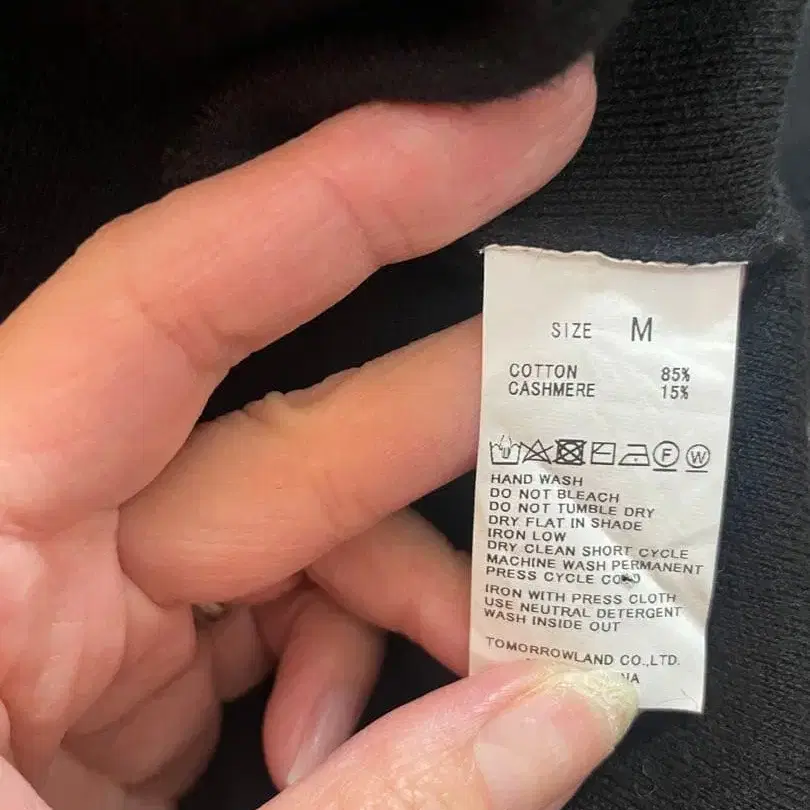 SIZE M
COTTON 85%
CASHMERE 15%
F W
HAND WASH
DO NOT BLEACH
DO NOT TUMBLE DRY
DRY FLAT IN SHADE
IRON LOW
DRY CLEAN SHORT CYCLE
MACHINE WASH PERMANENT
PRESS CYCLE
IRON WITH PRESS CLOTH
USE NEUTRAL DETERGENT
WASH INSIDE OUT
TOMORROWLAND CO.,LTD.